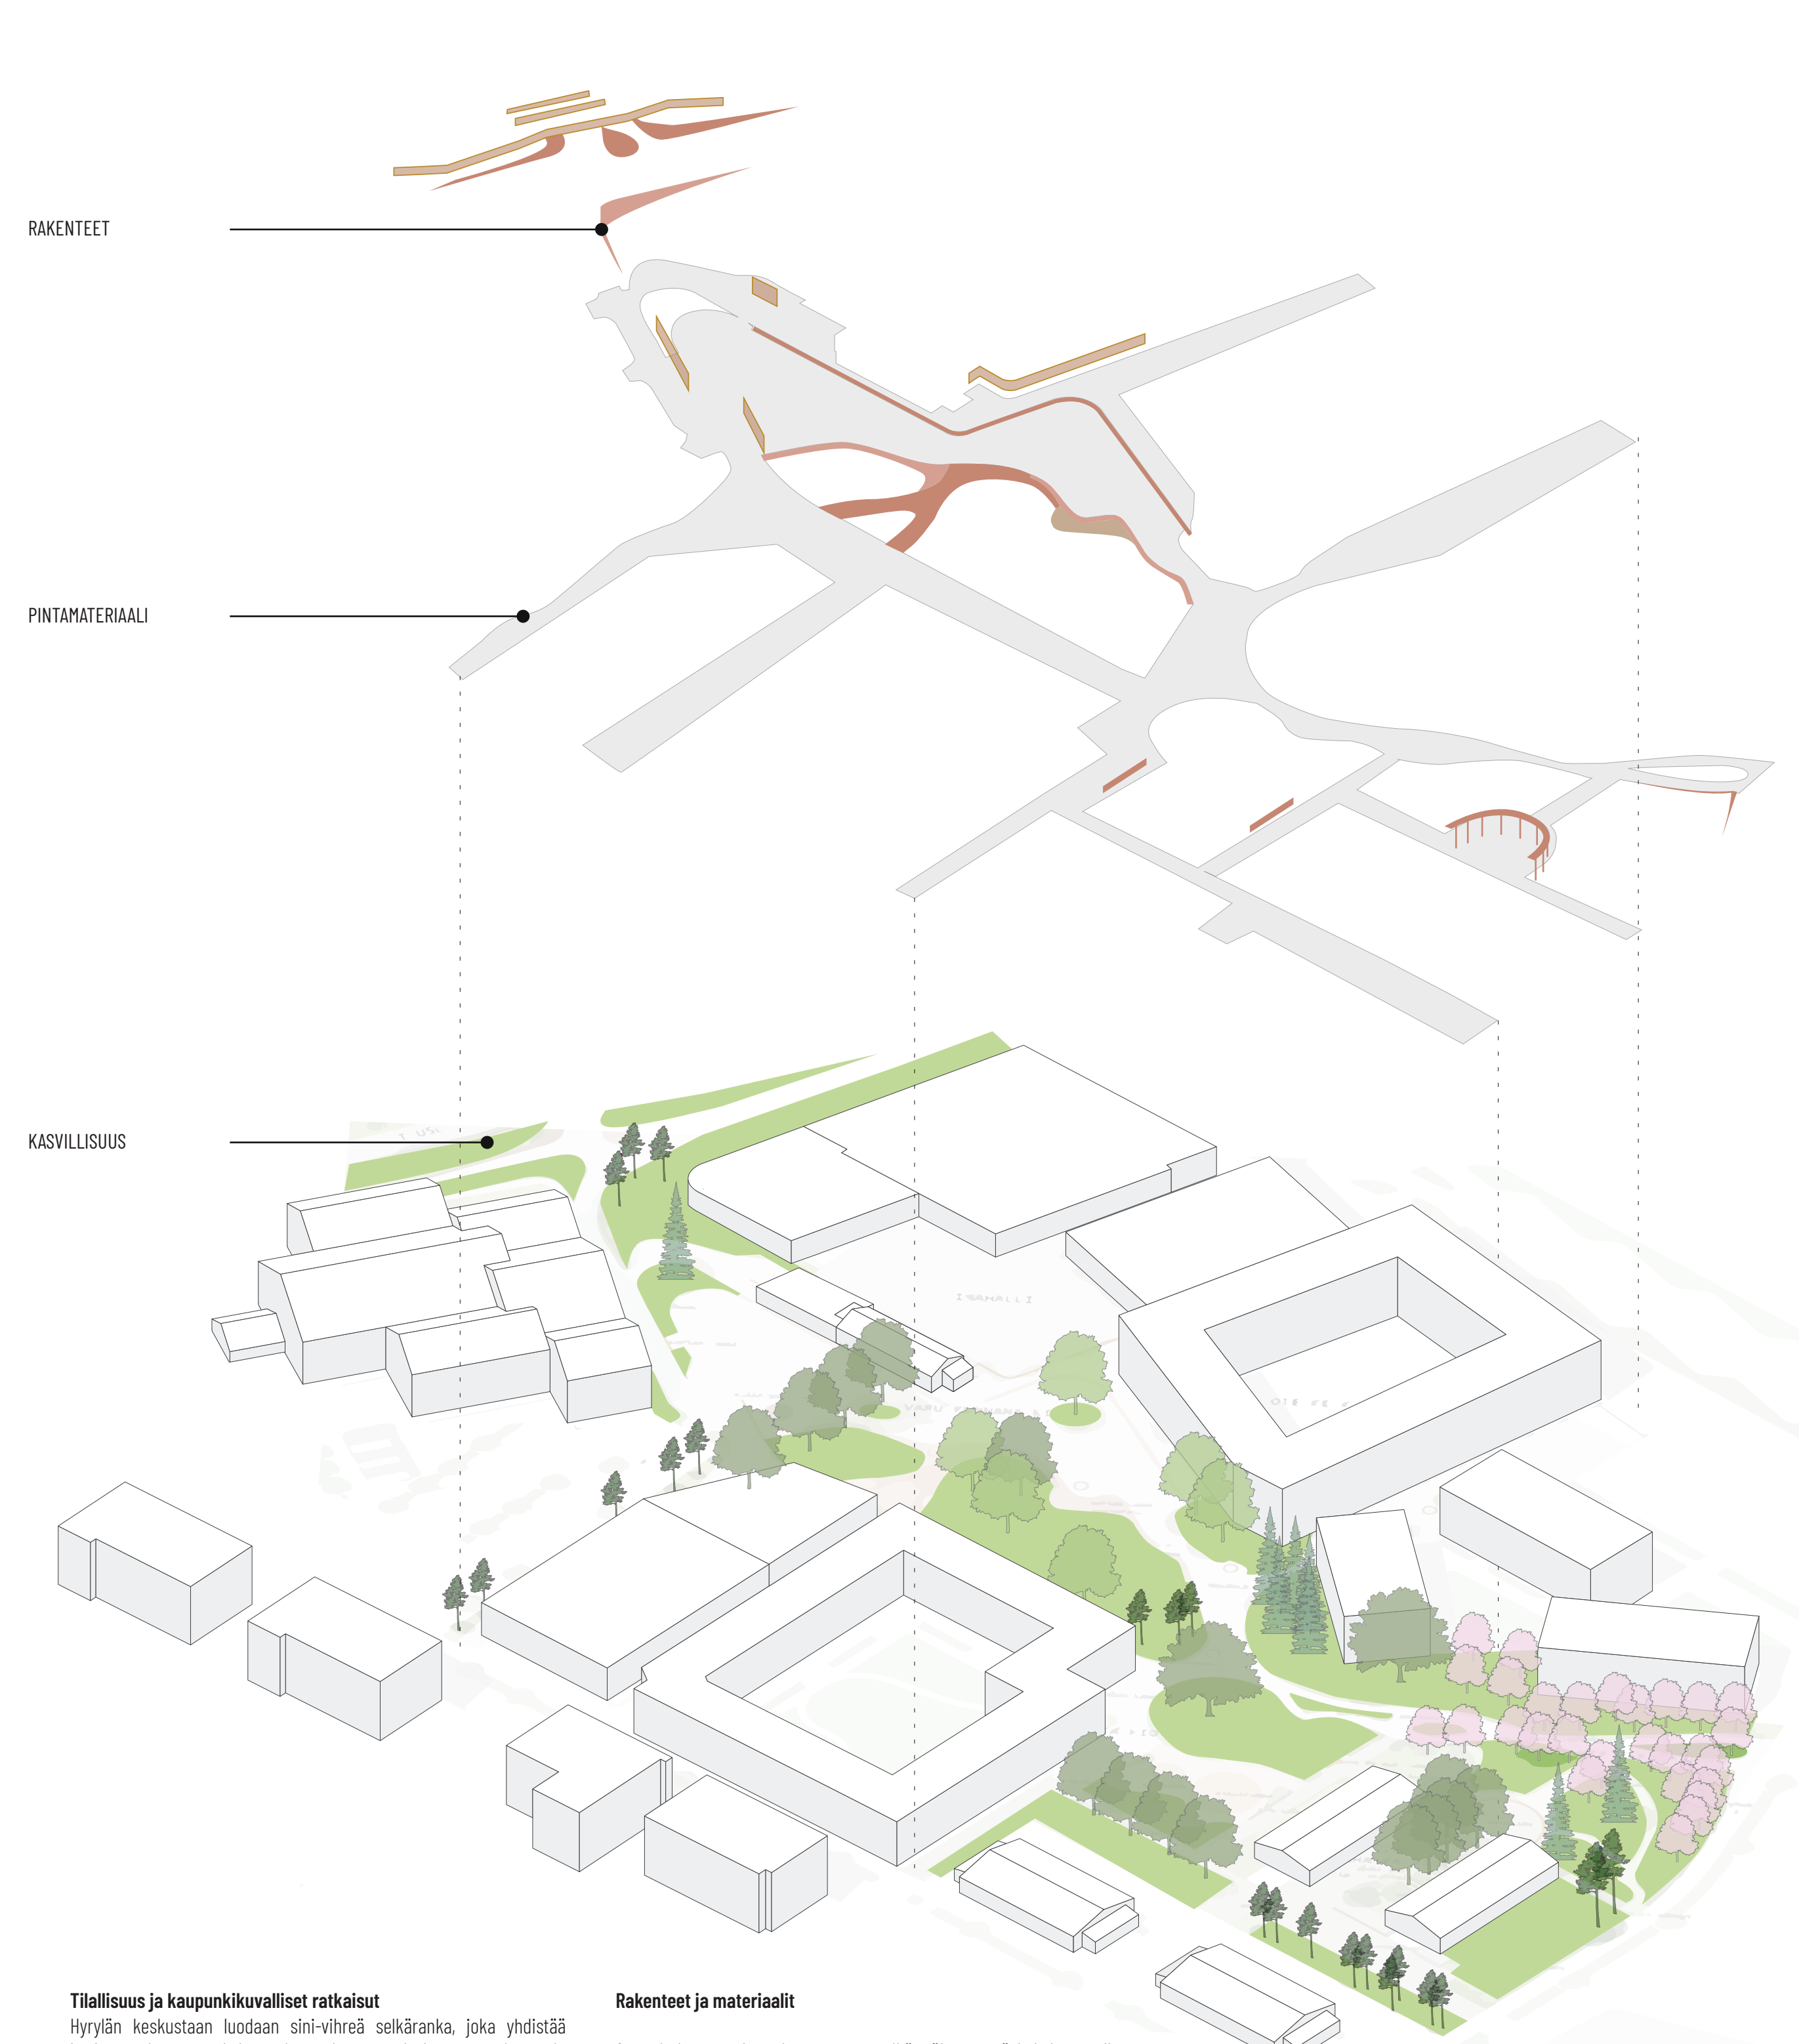 RAKENTEET
PINTAMATERIAALI
KASVILLISUUS
Tilallisuus ja kaupunkikuvalliset ratkaisut
Hyrylän keskustaan luodaan sini-vihreä selkäranka, joka yhdistää
Rakenteet ja materiaalit